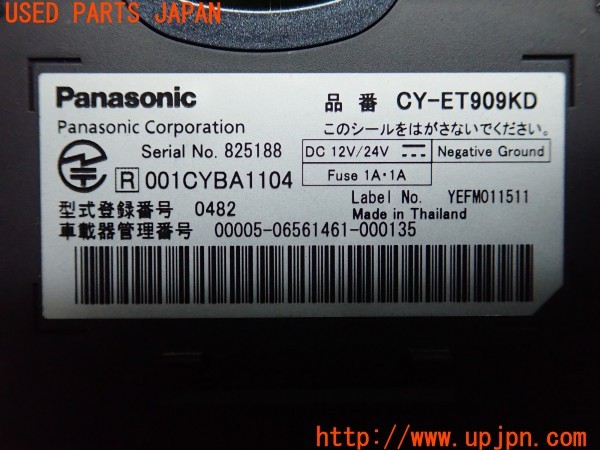 USED PARTS JAPAN
Panasonic 品番 CY-ET909KD
Panasonic Corporation このシールをはがさないでください。
Serial No. 825188 DC 12V/24V Negative Ground
R 001CYBA1104 Fuse 1A・1A
Label No. YEFM011511
型式登録番号 0482 Made in Thailand
車載器管理番号 00005-06561461-000135
UPJ
http://www.upjpn.com